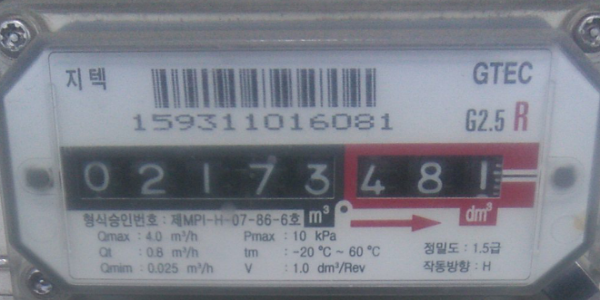 지텍
GTEC
159311016081
G2.5 R
02173 481
형식승인번호 : 제MPI-H-07-86-6호 m³ dm³
Qmax : 4.0 m³/h Pmax : 10 kPa
Qt : 0.8 m³/h tm : -20 °C ~ 60 °C 정밀도 : 1.5급
Qmim : 0.025 m³/h V : 1.0 dm³/Rev 작동방향 : H